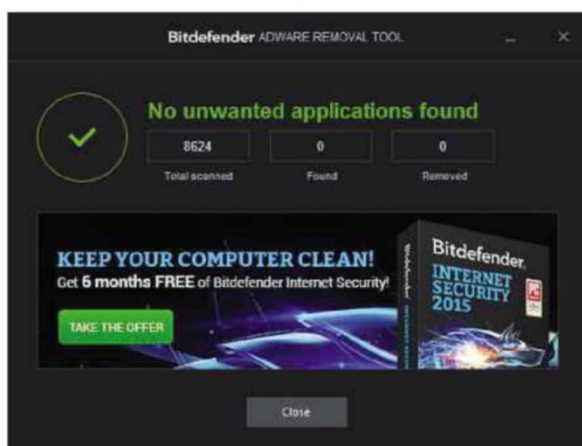 Bitdefender ADWARE REMOVAL TOOL
No unwanted applications found
8624 0 0
Total scanned Found Removed
KEEP YOUR COMPUTER CLEAN!
Get 6 months FREE of Bitdefender Internet Security!
TAKE THE OFFER
Bitdefender
INTERNET
SECURITY
2015
Close